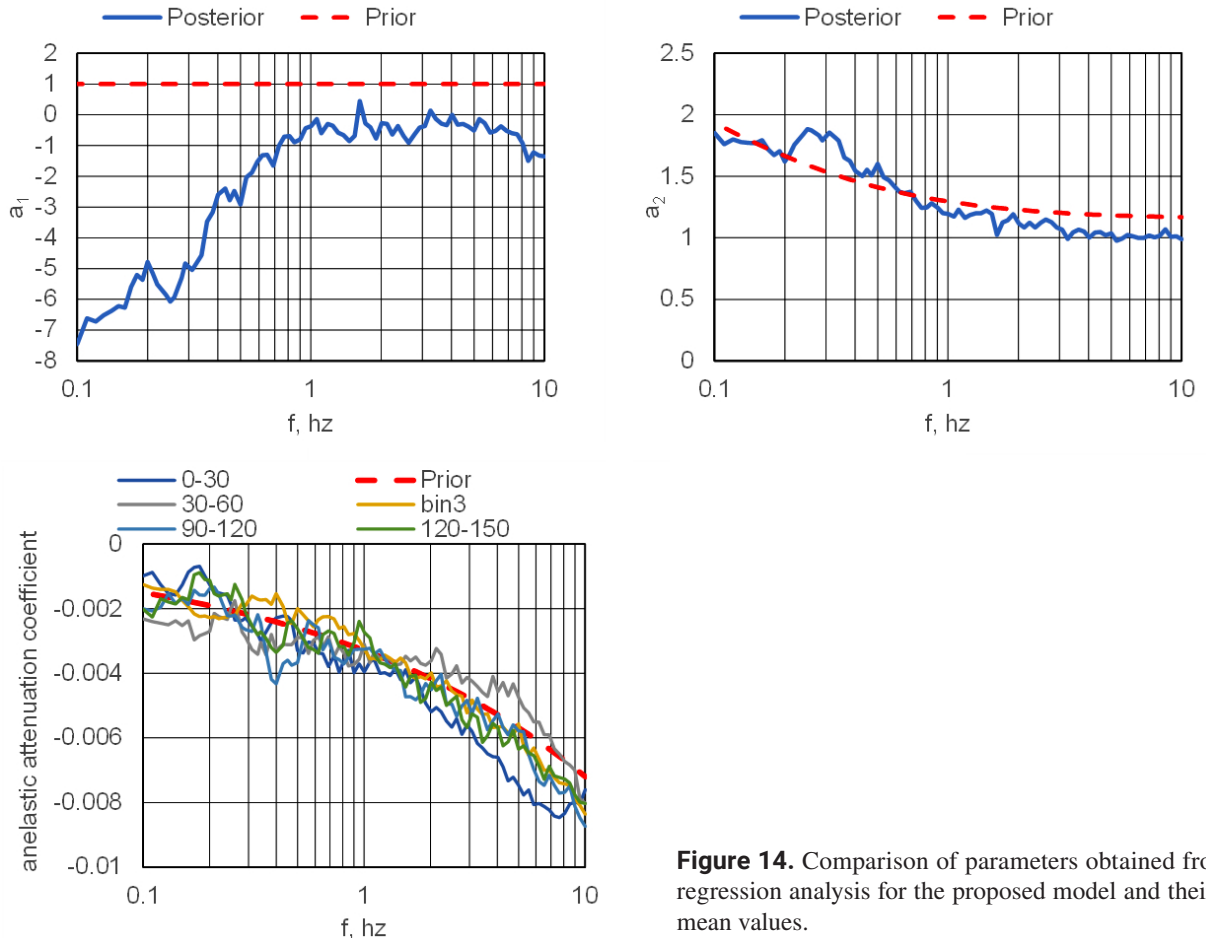 Posterior Prior
2
1
0
-1
-2
-3
-4
-5
-6
-7
-8
a1
0.1 1 10
f, hz
Posterior Prior
2.5
2
1.5
1
0.5
0
a2
0.1 1 10
f, hz
0-30 Prior
30-60 bin3
90-120 120-150
0
-0.002
-0.004
-0.006
-0.008
-0.01
anelastic attenuation coefficient
0.1 1 10
f, hz
Figure 14. Comparison of parameters obtained fro
regression analysis for the proposed model and thei
mean values.